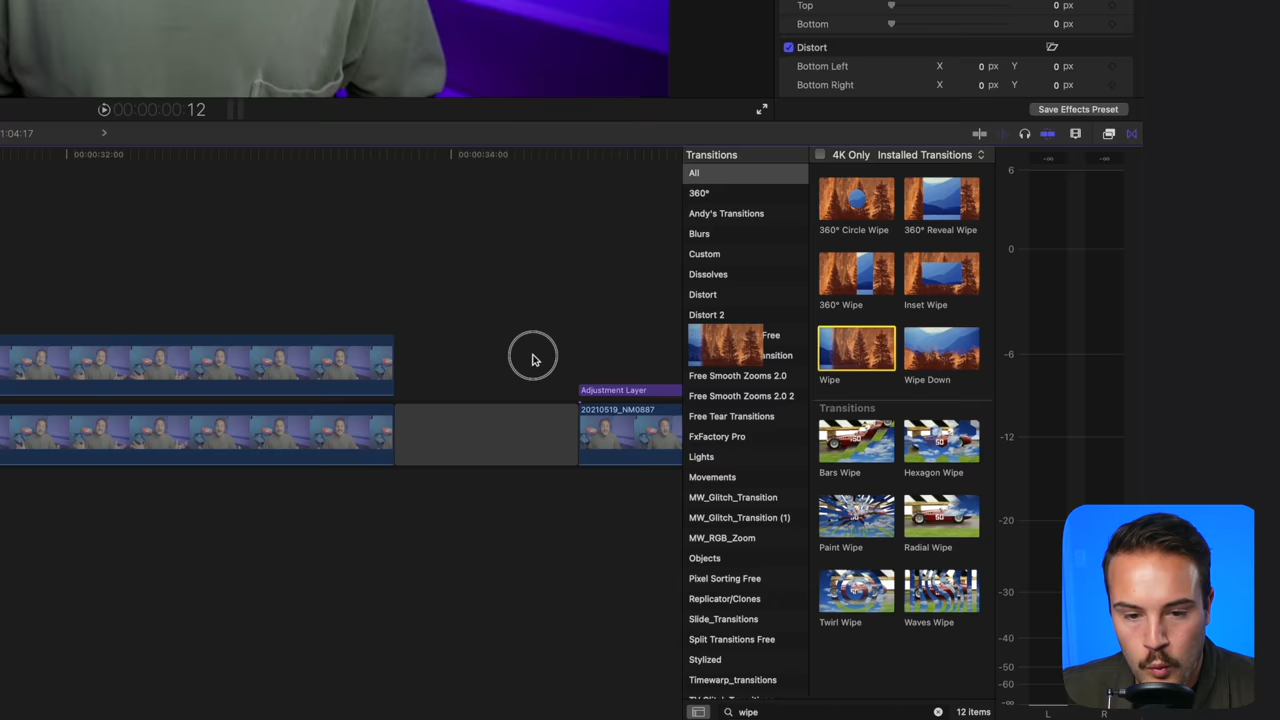 Top 0 px
Bottom 0 px
Distort
Bottom Left X 0 px Y 0 px
Bottom Right X 0 px Y 0 px
00:00:00:12
Save Effects Preset
1:04:17
00:00:32:00 00:00:34:00
Transitions
4K Only Installed Transitions
All
360°
Andy's Transitions
Blurs
Custom
Dissolves
Distort
Distort 2
Free
nsition
Free Smooth Zooms 2.0
Free Smooth Zooms 2.0 2
Free Tear Transitions
FxFactory Pro
Lights
Movements
MW_Glitch_Transition
MW_Glitch_Transition (1)
MW_RGB_Zoom
Objects
Pixel Sorting Free
Replicator/Clones
Slide_Transitions
Split Transitions Free
Stylized
Timewarp_transitions
360° Circle Wipe 360° Reveal Wipe
360° Wipe Inset Wipe
Wipe Wipe Down
Transitions
Bars Wipe Hexagon Wipe
Paint Wipe Radial Wipe
Twirl Wipe Waves Wipe
wipe 12 items
Adjustment Layer
20210519_NM0887
-∞ -∞
6
0
-6
-12
-20
-30
-40
-50
-60
-∞
L R